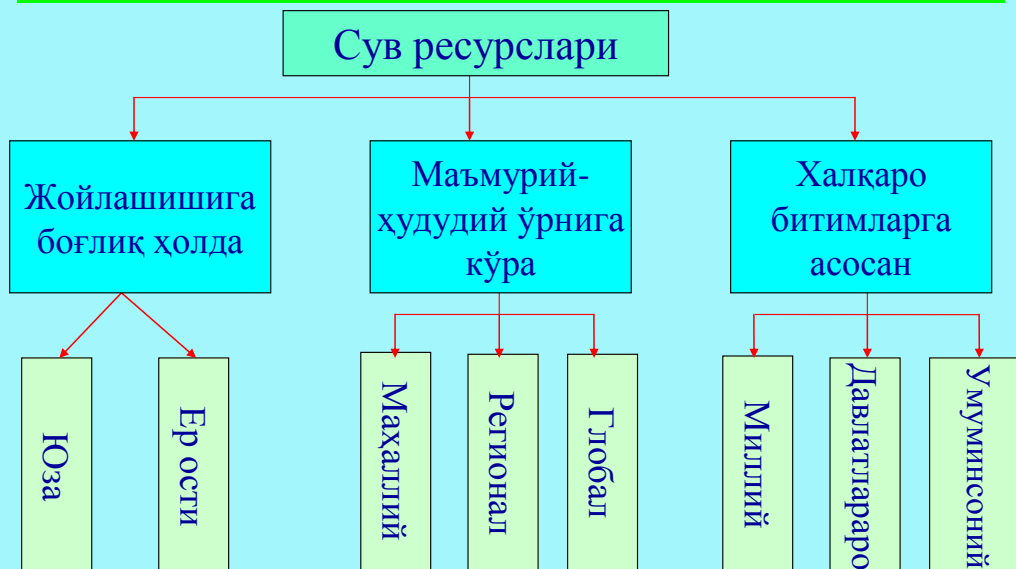 Сув ресурслари
Жойлашишига
боғлиқ ҳолда
Маъмурий-
ҳудудий ўрнига
кўра
Халқаро
битимларга
асосан
Юза
Ер ости
Маҳаллий
Регионал
Глобал
Миллий
Давлатлараро
Умуминсоний